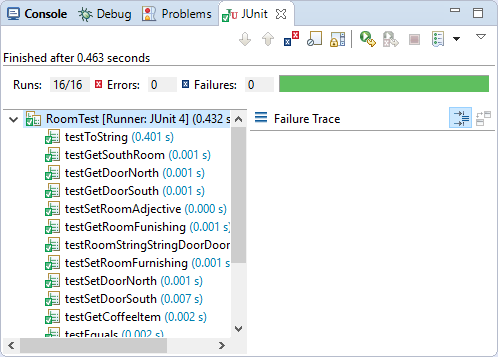 Console Debug Problems JUnit
Finished after 0.463 seconds
Runs: 16/16 Errors: 0 Failures: 0
RoomTest [Runner: JUnit 4] (0.432 s
Failure Trace
testToString (0.401 s)
testGetSouthRoom (0.001 s)
testGetDoorNorth (0.001 s)
testGetDoorSouth (0.001 s)
testSetRoomAdjective (0.000 s)
testGetRoomFunishing (0.001 s)
testRoomStringStringDoorDoor
testSetRoomFurnishing (0.001 s)
testSetDoorNorth (0.001 s)
testSetDoorSouth (0.007 s)
testGetCoffeeItem (0.002 s)
testEquals (0.002 s)